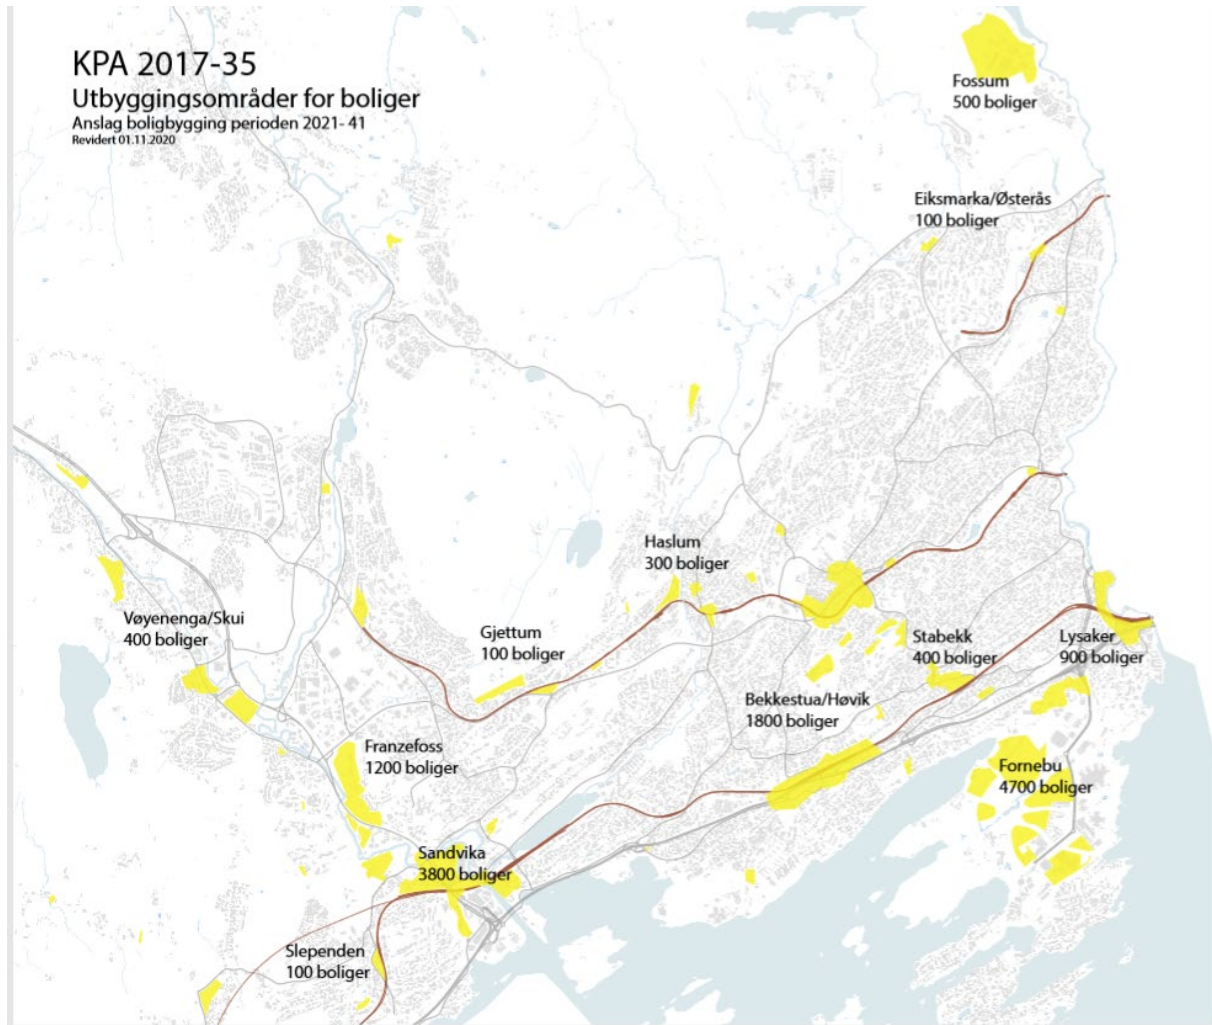 KPA 2017-35
Utbyggingsområder for boliger
Anslag boligbygging perioden 2021- 41
Revidert 01.11.2020
Fossum
500 boliger
Eiksmarka/Østerås
100 boliger
Haslum
300 boliger
Vøyenenga/Skui
400 boliger
Gjettum
100 boliger
Stabekk
400 boliger
Lysaker
900 boliger
Bekkestua/Høvik
1800 boliger
Franzefoss
1200 boliger
Fornebu
4700 boliger
Sandvika
3800 boliger
Slependen
100 boliger